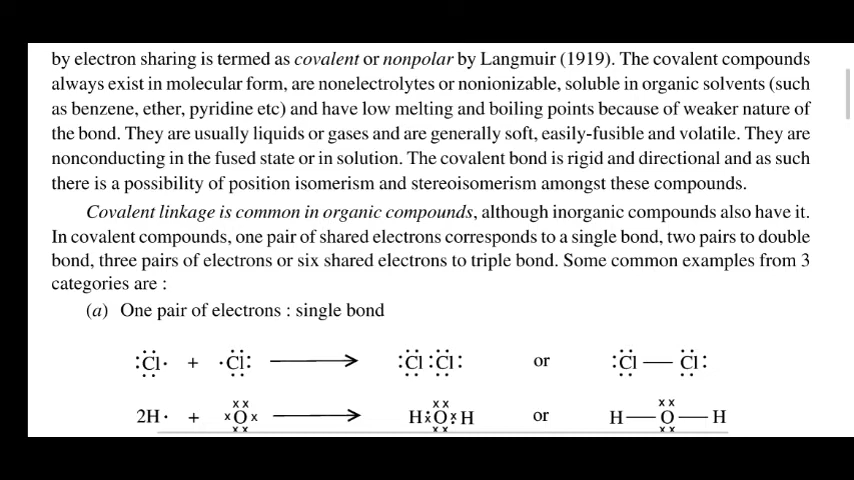 by electron sharing is termed as covalent or nonpolar by Langmuir (1919). The covalent compounds
always exist in molecular form, are nonelectrolytes or nonionizable, soluble in organic solvents (such
as benzene, ether, pyridine etc) and have low melting and boiling points because of weaker nature of
the bond. They are usually liquids or gases and are generally soft, easily-fusible and volatile. They are
nonconducting in the fused state or in solution. The covalent bond is rigid and directional and as such
there is a possibility of position isomerism and stereoisomerism amongst these compounds.
Covalent linkage is common in organic compounds, although inorganic compounds also have it.
In covalent compounds, one pair of shared electrons corresponds to a single bond, two pairs to double
bond, three pairs of electrons or six shared electrons to triple bond. Some common examples from 3
categories are :
(a) One pair of electrons : single bond
:Cl· + ·Cl: ⟶ :Cl :Cl: or :Cl — Cl:
2H· + xOx ⟶ H:O:H or H—O—H